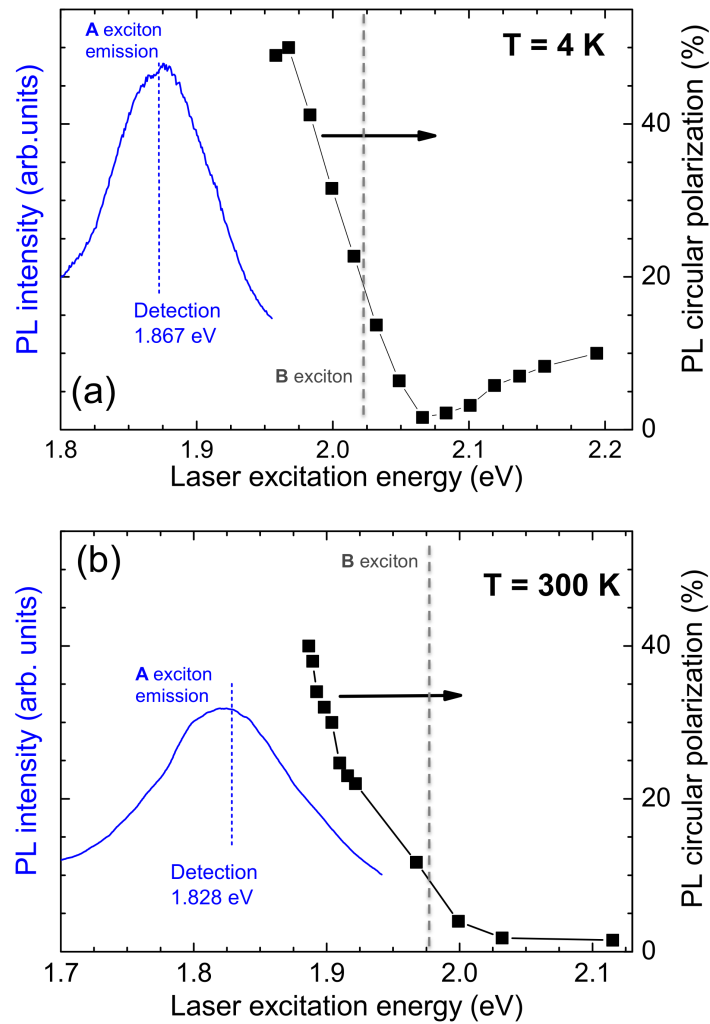 A exciton
emission
T = 4 K
PL intensity (arb.units)
40
20
0
PL circular polarization (%)
Detection
1.867 eV
B exciton
(a)
1.8
1.9
2.0
2.1
2.2
Laser excitation energy (eV)
(b)
B exciton
T = 300 K
PL intensity (arb. units)
A exciton
emission
40
20
0
PL circular polarization (%)
Detection
1.828 eV
1.7
1.8
1.9
2.0
2.1
Laser excitation energy (eV)